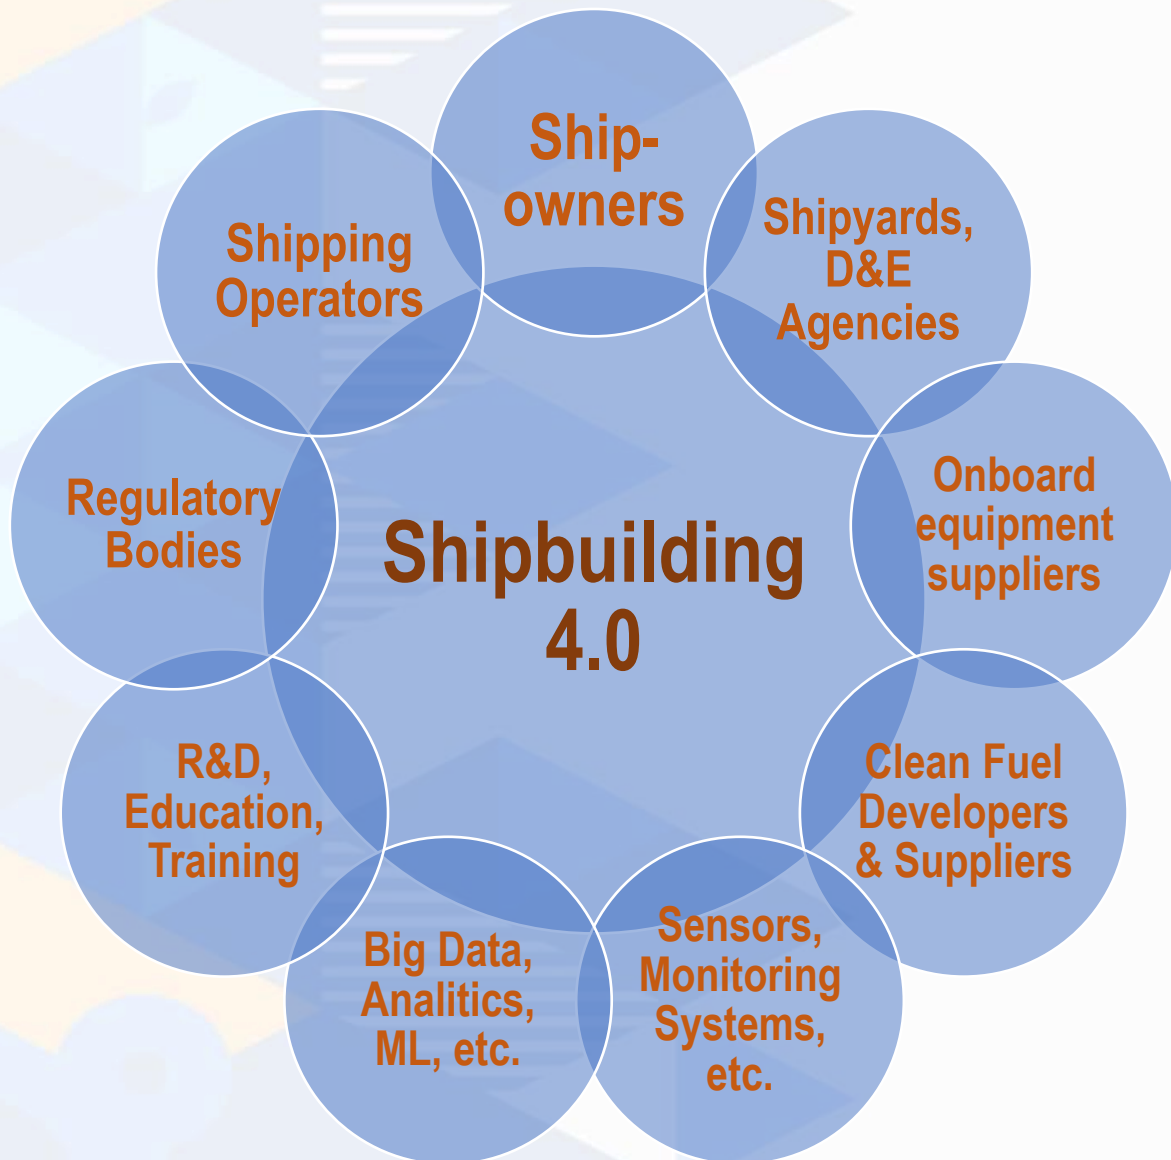 Ship-
owners
Shipyards,
D&E
Agencies
Onboard
equipment
suppliers
Clean Fuel
Developers
& Suppliers
Sensors,
Monitoring
Systems,
etc.
Big Data,
Analitics,
ML, etc.
R&D,
Education,
Training
Regulatory
Bodies
Shipping
Operators
Shipbuilding
4.0